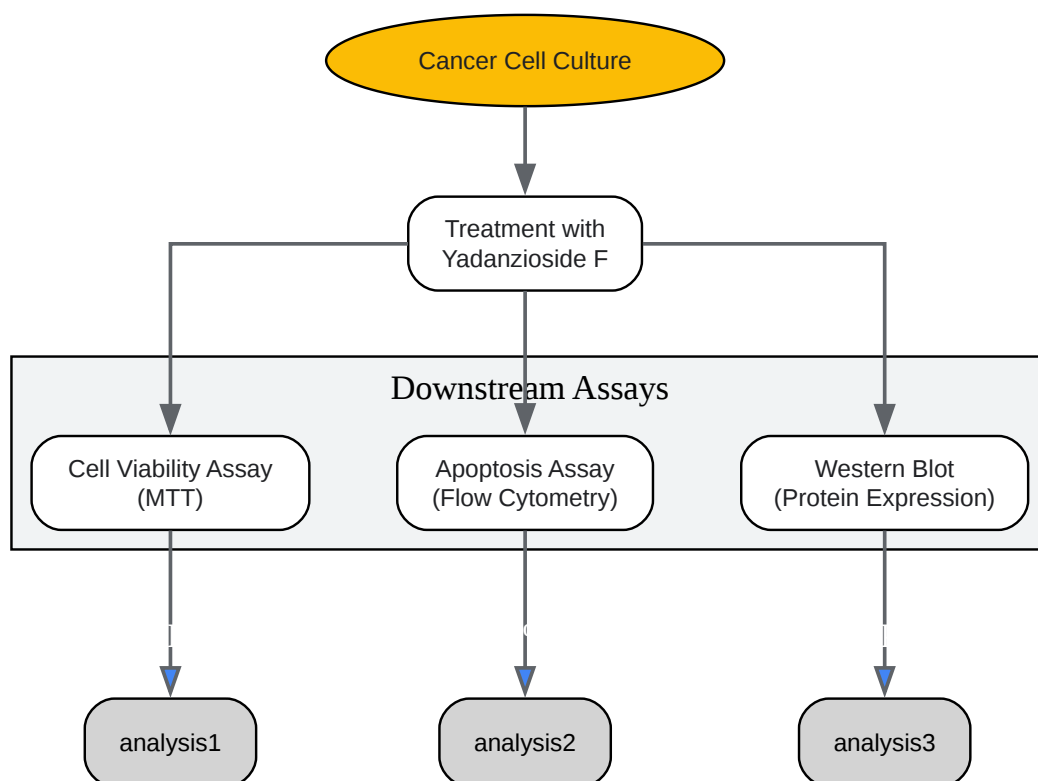 Cancer Cell Culture
Treatment with
Yadanzioside F
Downstream Assays
Cell Viability Assay
(MTT)
Apoptosis Assay
(Flow Cytometry)
Western Blot
(Protein Expression)
analysis1
analysis2
analysis3